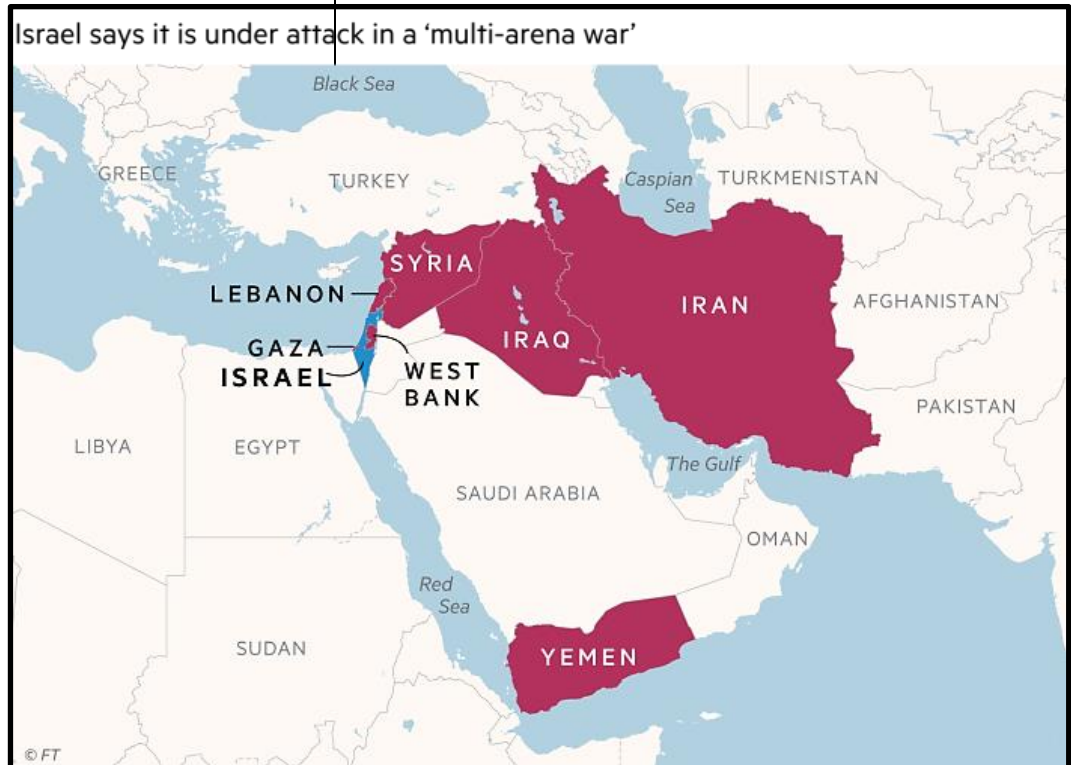 Israel says it is under attack in a ‘multi-arena war’
Black Sea
GREECE
TURKEY
Caspian
Sea
TURKMENISTAN
SYRIA
LEBANON
IRAN
AFGHANISTAN
IRAQ
GAZA
ISRAEL
WEST
BANK
PAKISTAN
LIBYA
EGYPT
The Gulf
SAUDI ARABIA
OMAN
Red
Sea
SUDAN
YEMEN
© FT